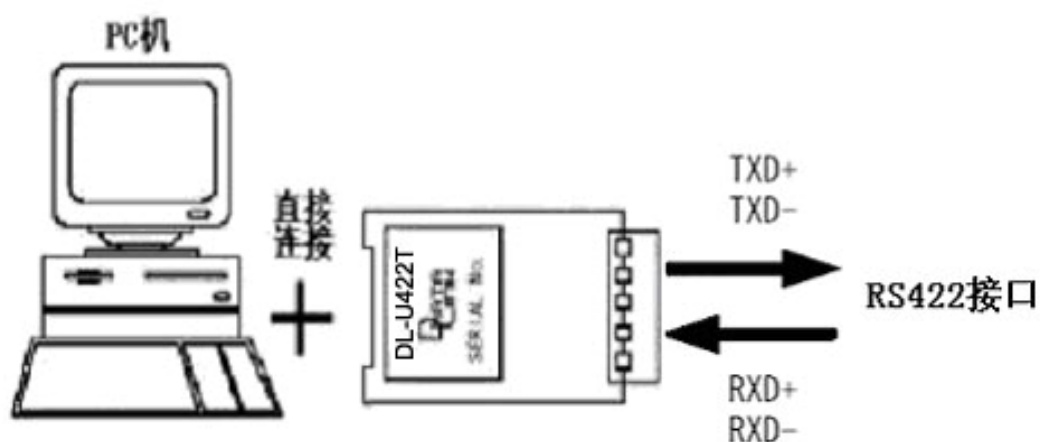 PC机
直接
连接
DL-U422T
SERIAL No.
TXD+
TXD-
RS422接口
RXD+
RXD-